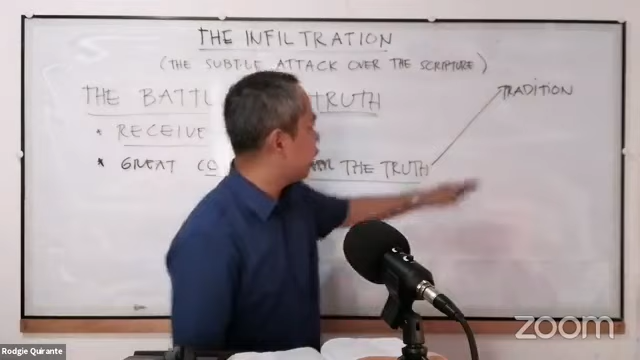 THE INFILTRATION
(THE SUBTILE ATTACK OVER THE SCRIPTURE)
THE BATTL TRUTH
TRADITION
• RECEIVE
* GREAT CO THE TRUTH
zoom
Rodgie Quirante